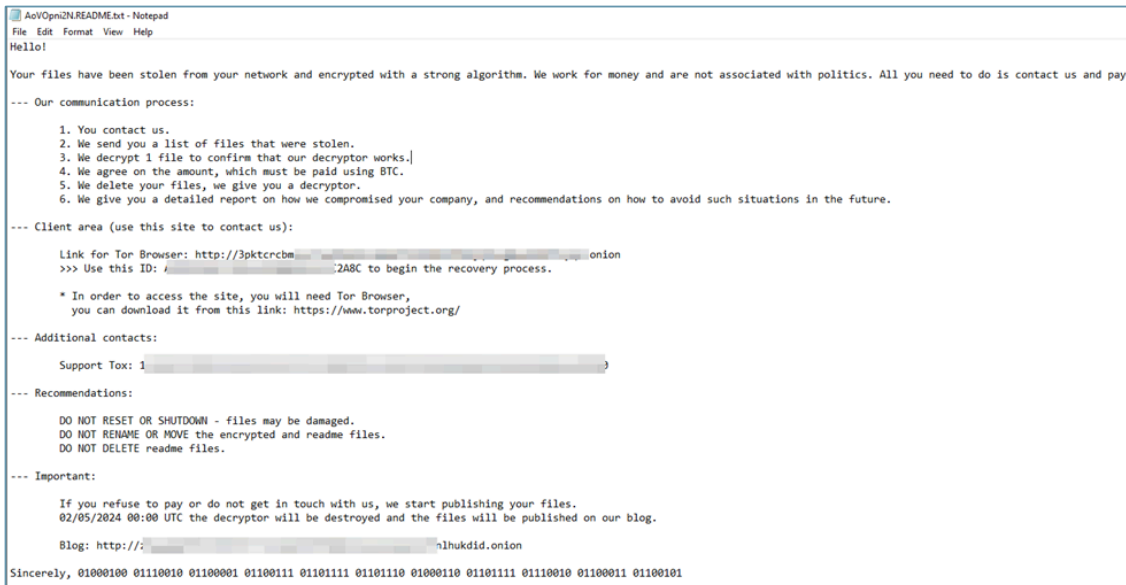 AoVOpni2N.README.txt - Notepad
File Edit Format View Help
Hello!
Your files have been stolen from your network and encrypted with a strong algorithm. We work for money and are not associated with politics. All you need to do is contact us and pay
--- Our communication process:
1. You contact us.
2. We send you a list of files that were stolen.
3. We decrypt 1 file to confirm that our decryptor works.
4. We agree on the amount, which must be paid using BTC.
5. We delete your files, we give you a decryptor.
6. We give you a detailed report on how we compromised your company, and recommendations on how to avoid such situations in the future.
--- Client area (use this site to contact us):
Link for Tor Browser: http://3pktcrcbm onion
>>> Use this ID: 2A8C to begin the recovery process.
* In order to access the site, you will need Tor Browser,
you can download it from this link: https://www.torproject.org/
--- Additional contacts:
Support Tox: 1
--- Recommendations:
DO NOT RESET OR SHUTDOWN - files may be damaged.
DO NOT RENAME OR MOVE the encrypted and readme files.
DO NOT DELETE readme files.
--- Important:
If you refuse to pay or do not get in touch with us, we start publishing your files.
02/05/2024 00:00 UTC the decryptor will be destroyed and the files will be published on our blog.
Blog: http:// nlhukdid.onion
Sincerely, 01000100 01110010 01100001 01100111 01101111 01101110 01000110 01101111 01110010 01100011 01100101